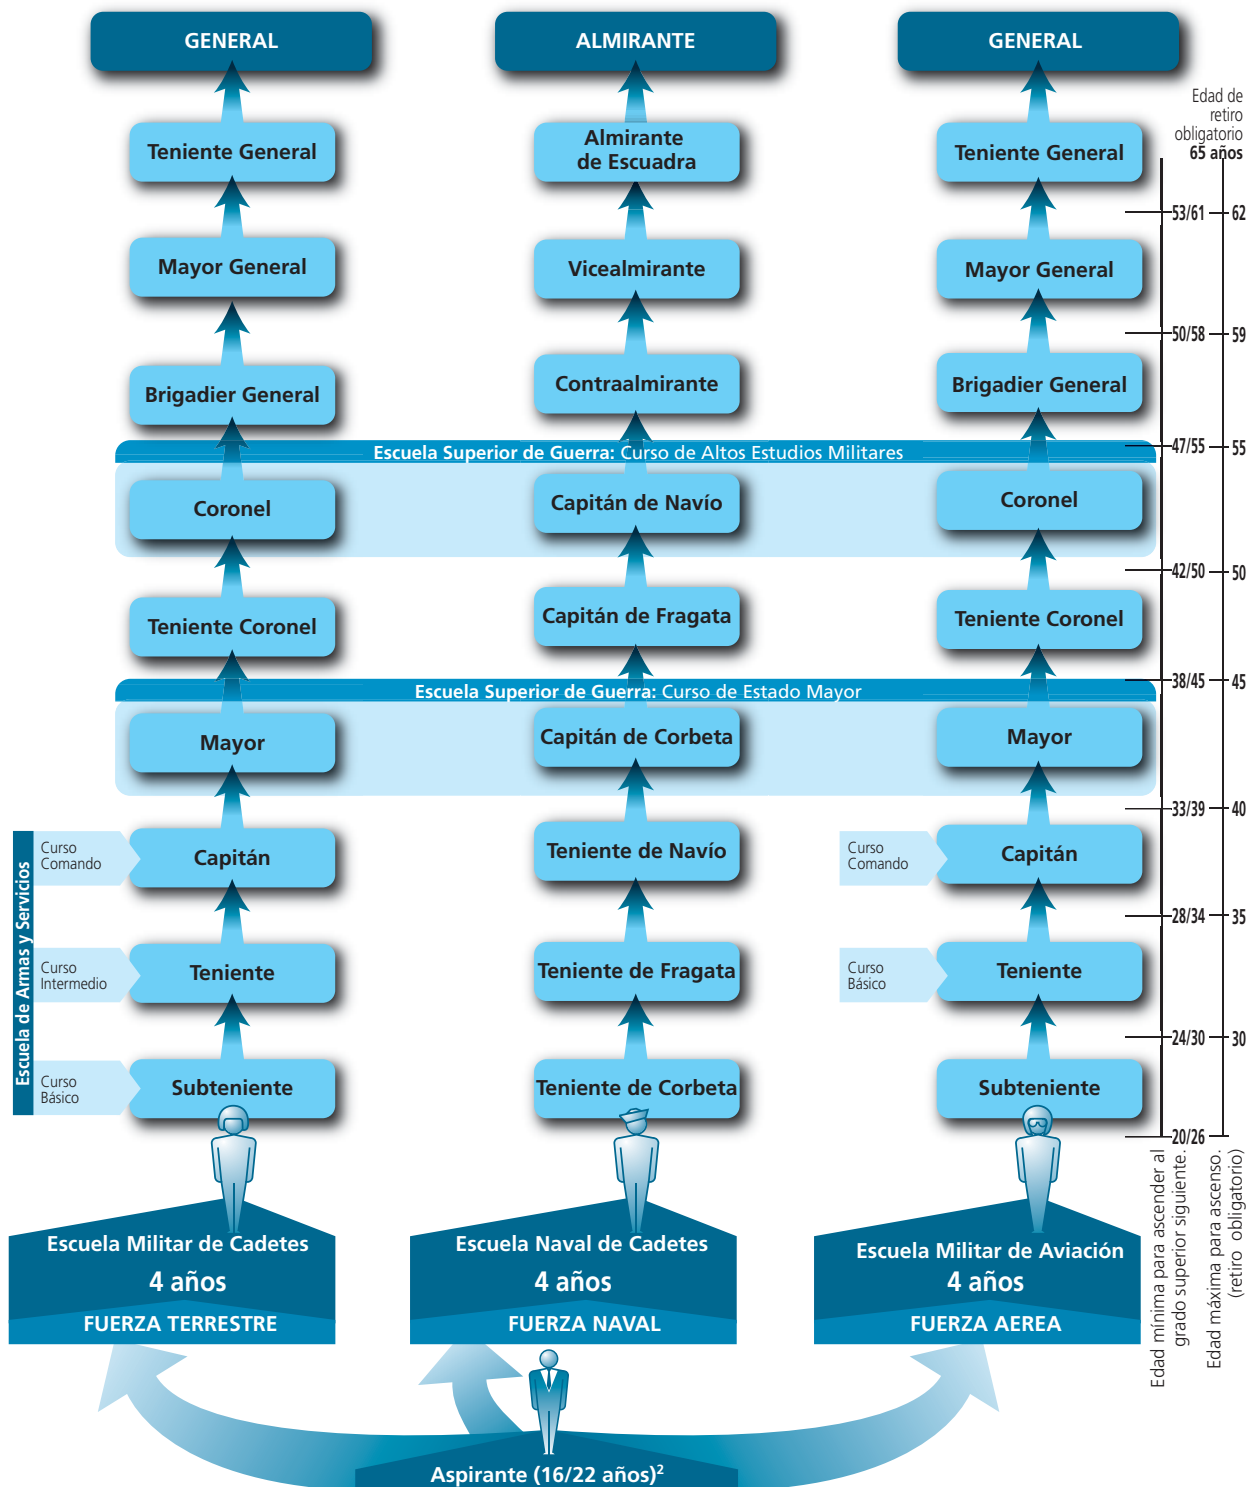 GENERAL
ALMIRANTE
GENERAL
Edad de
retiro
obligatorio
65 años
Teniente General
Almirante
de Escuadra
Teniente General
53/61
62
Mayor General
Vicealmirante
Mayor General
50/58
59
Brigadier General
Contraalmirante
Brigadier General
47/55
55
Escuela Superior de Guerra: Curso de Altos Estudios Militares
Coronel
Capitán de Navío
Coronel
42/50
50
Teniente Coronel
Capitán de Fragata
Teniente Coronel
38/45
45
Escuela Superior de Guerra: Curso de Estado Mayor
Mayor
Capitán de Corbeta
Mayor
33/39
40
Escuela de Armas y Servicios
Curso
Comando
Capitán
Teniente de Navío
Curso
Comando
Capitán
28/34
35
Curso
Intermedio
Teniente
Teniente de Fragata
Curso
Básico
Teniente
24/30
30
Curso
Básico
Subteniente
Teniente de Corbeta
Subteniente
20/26
Edad mínima para ascender al
grado superior siguiente.
Edad máxima para ascenso.
(retiro obligatorio)
Escuela Militar de Cadetes
4 años
FUERZA TERRESTRE
Escuela Naval de Cadetes
4 años
FUERZA NAVAL
Escuela Militar de Aviación
4 años
FUERZA AEREA
Aspirante (16/22 años)²